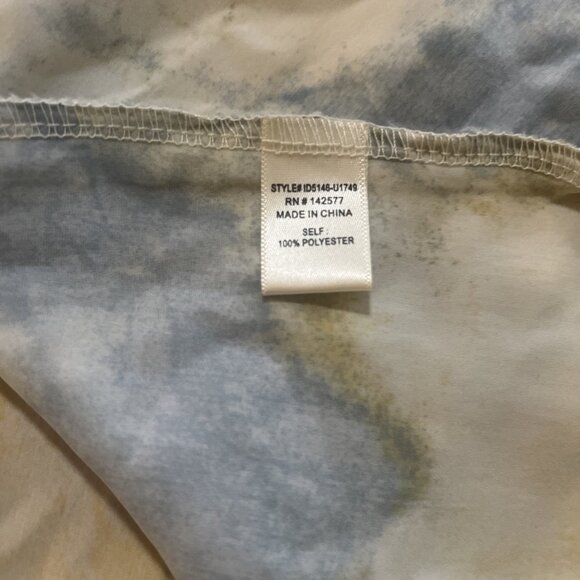 STYLE# ID5146-U1749
RN # 142577
MADE IN CHINA
SELF :
100% POLYESTER